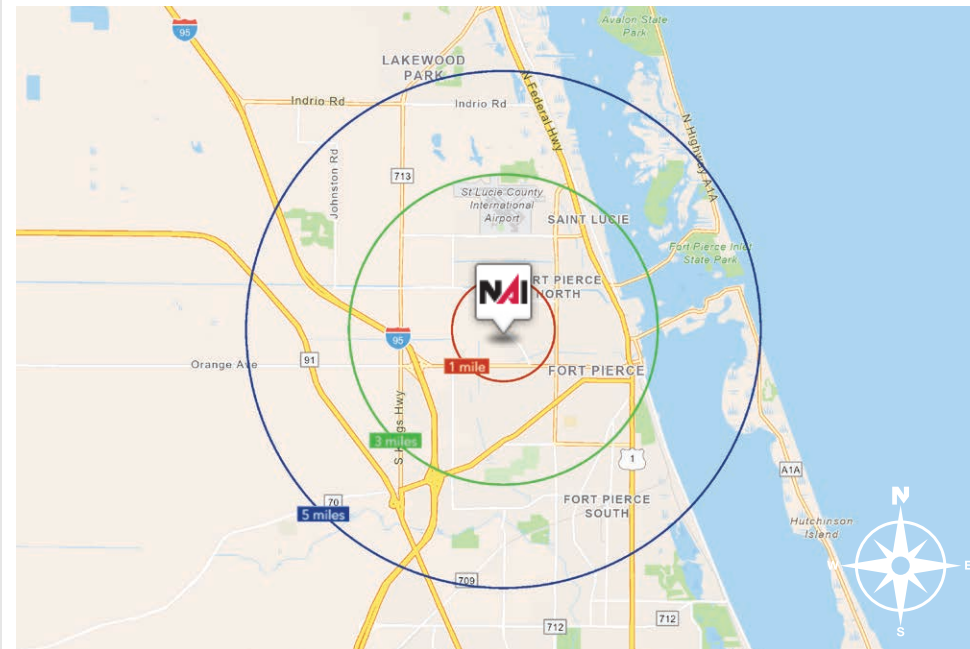 Avalon State
Park
95
LAKEWOOD
PARK
N Federal Hwy
Indrio Rd
Indrio Rd
N Highway A1A
Johnston Rd
713
St Lucie County
International
Airport
SAINT LUCIE
Fort Pierce Inlet
State Park
RT PIERCE
NORTH
NAI
95
Orange Ave
91
1 mile
FORT PIERCE
S Kings Hwy
3 miles
1
A1A
70
5 miles
FORT PIERCE
SOUTH
Hutchinson
Island
N
W
E
S
709
712
712